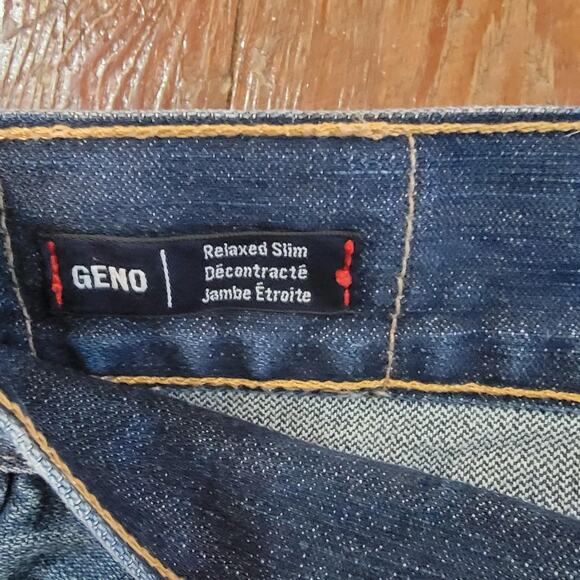 GENO
Relaxed Slim
Décontracté
Jambe Étroite